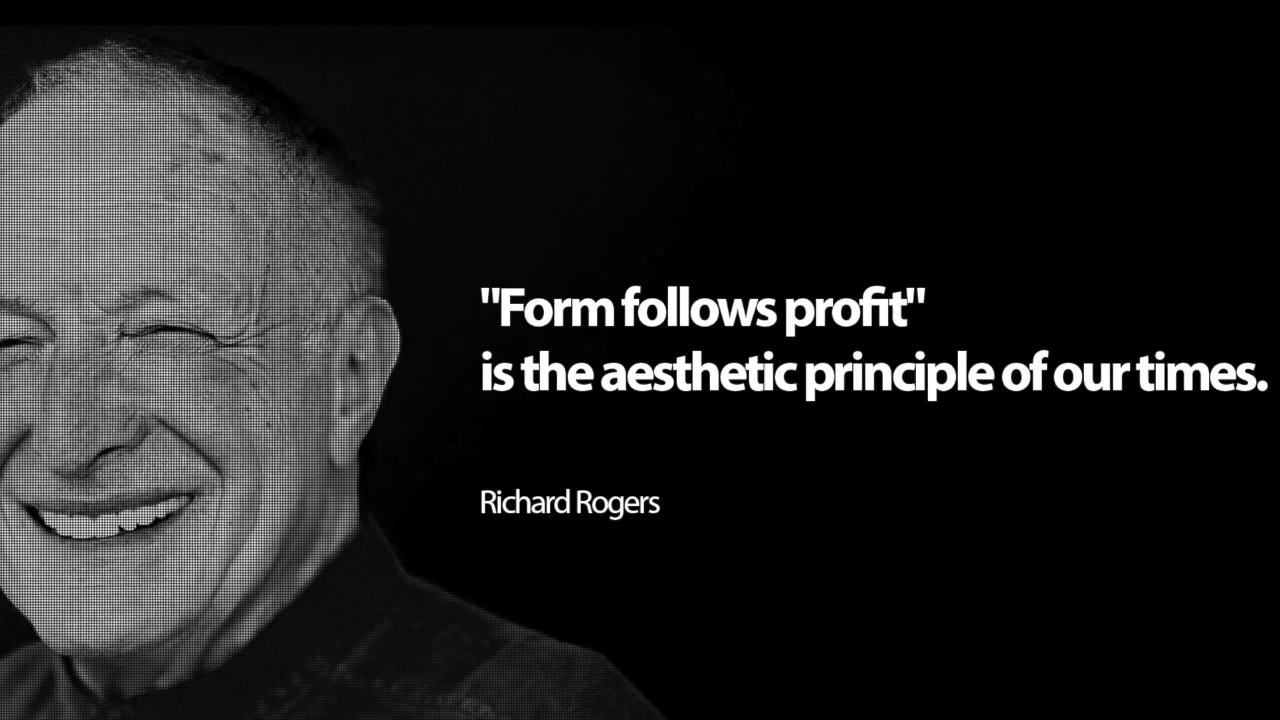 "Form follows profit"
is the aesthetic principle of our times.
Richard Rogers